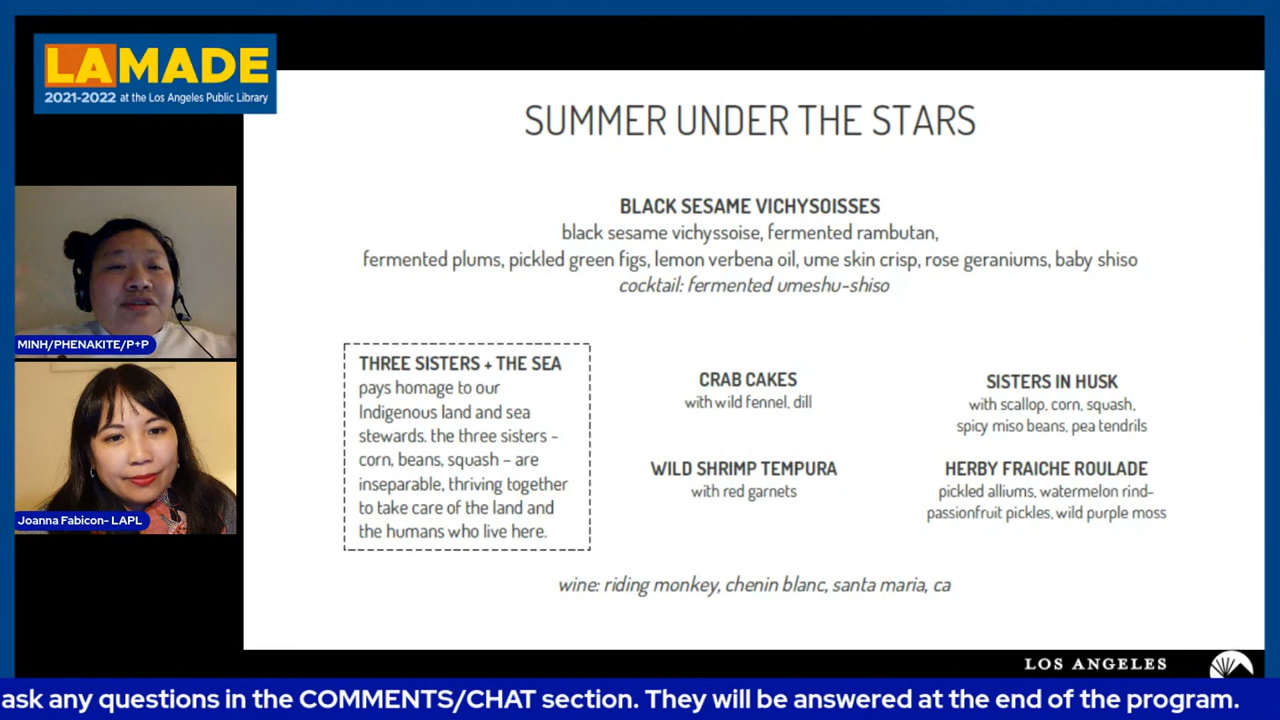 LAMADE
2021-2022 at the Los Angeles Public Library
SUMMER UNDER THE STARS
BLACK SESAME VICHYSOISSES
black sesame vichyssoise, fermented rambutan,
fermented plums, pickled green figs, lemon verbena oil, ume skin crisp, rose geraniums, baby shiso
cocktail: fermented umeshu-shiso
MINH/PHENAKITE/P+P
Joanna Fabicon- LAPL
THREE SISTERS + THE SEA
pays homage to our
Indigenous land and sea
stewards. the three sisters –
corn, beans, squash – are
inseparable, thriving together
to take care of the land and
the humans who live here.
CRAB CAKES
with wild fennel, dill
WILD SHRIMP TEMPURA
with red garnets
SISTERS IN HUSK
with scallop, corn, squash,
spicy miso beans, pea tendrils
HERBY FRAICHE ROULADE
pickled alliums, watermelon rind-
passionfruit pickles, wild purple moss
wine: riding monkey, chenin blanc, santa maria, ca
LOS ANGELES
ask any questions in the COMMENTS/CHAT section. They will be answered at the end of the program.